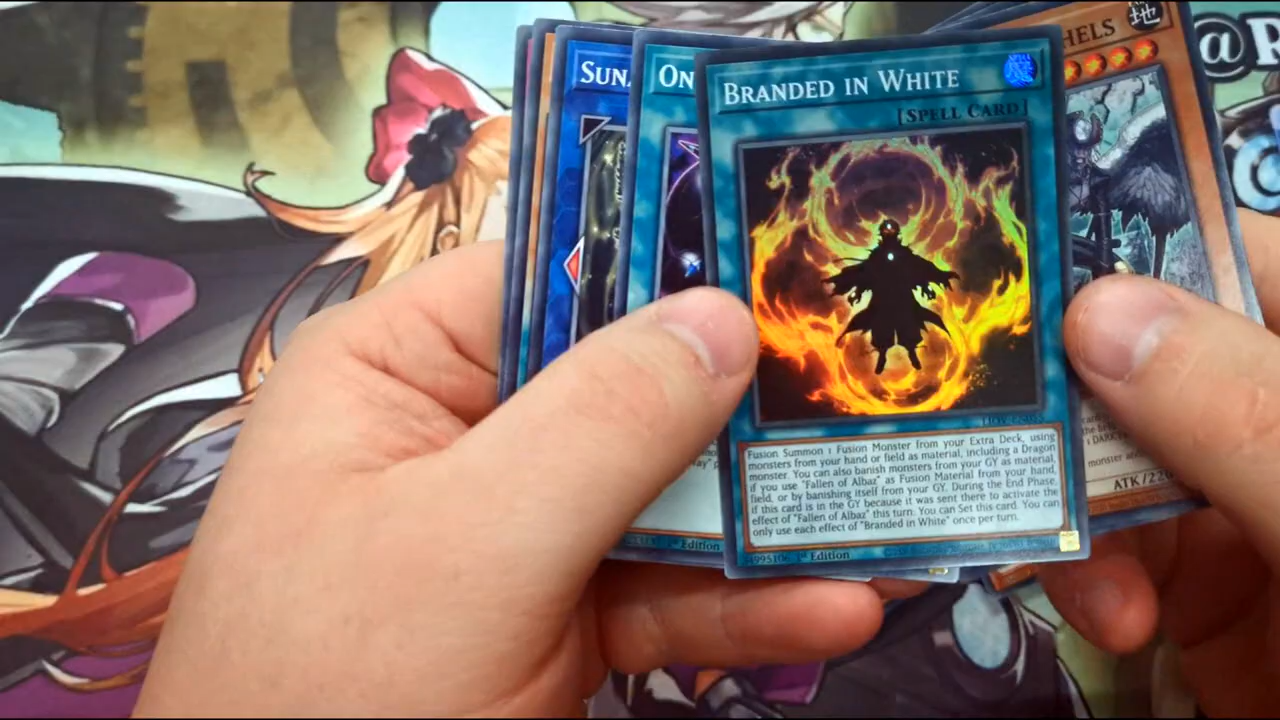 SUN
ON
BRANDED IN WHITE
[SPELL CARD]
HELS
地
@R
Fusion Summon 1 Fusion Monster from your Extra Deck, using
monsters from your hand or field as material, including a Dragon
monster. You can also banish monsters from your GY as material,
if you use "Fallen of Albaz" as Fusion Material from your hand,
field, or by banishing itself from your GY. During the End Phase,
if this card is in the GY because it was sent there to activate the
effect of "Fallen of Albaz" this turn: You can Set this card. You can
only use each effect of "Branded in White" once per turn.
1st Edition
way" p
1st Edition
DARK
monster
ATK/220